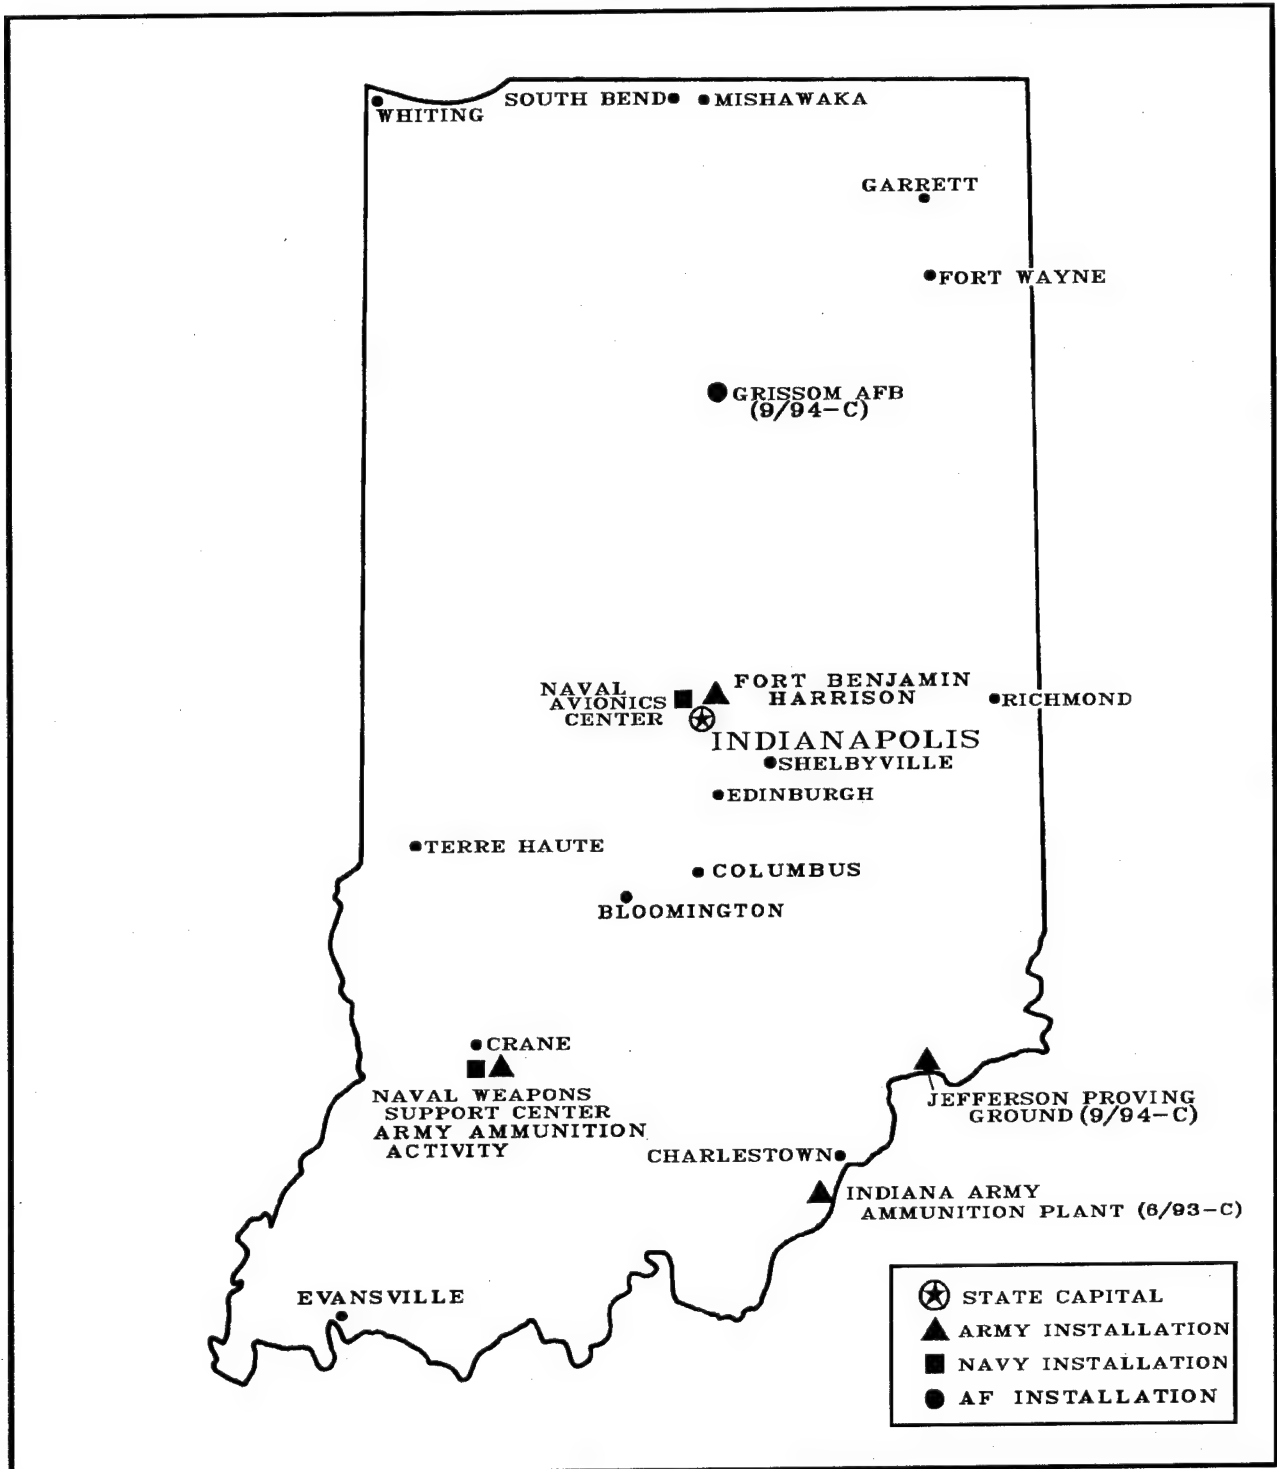 SOUTH BEND
MISHAWAKA
WHITING
GARRETT
FORT WAYNE
GRISSOM AFB
(9/94-C)
NAVAL
AVIONICS
CENTER
FORT BENJAMIN
HARRISON
RICHMOND
INDIANAPOLIS
SHELBYVILLE
EDINBURGH
TERRE HAUTE
COLUMBUS
BLOOMINGTON
CRANE
NAVAL WEAPONS
SUPPORT CENTER
ARMY AMMUNITION
ACTIVITY
JEFFERSON PROVING
GROUND (9/94-C)
CHARLESTOWN
INDIANA ARMY
AMMUNITION PLANT (6/93-C)
EVANSVILLE
STATE CAPITAL
ARMY INSTALLATION
NAVY INSTALLATION
AF INSTALLATION